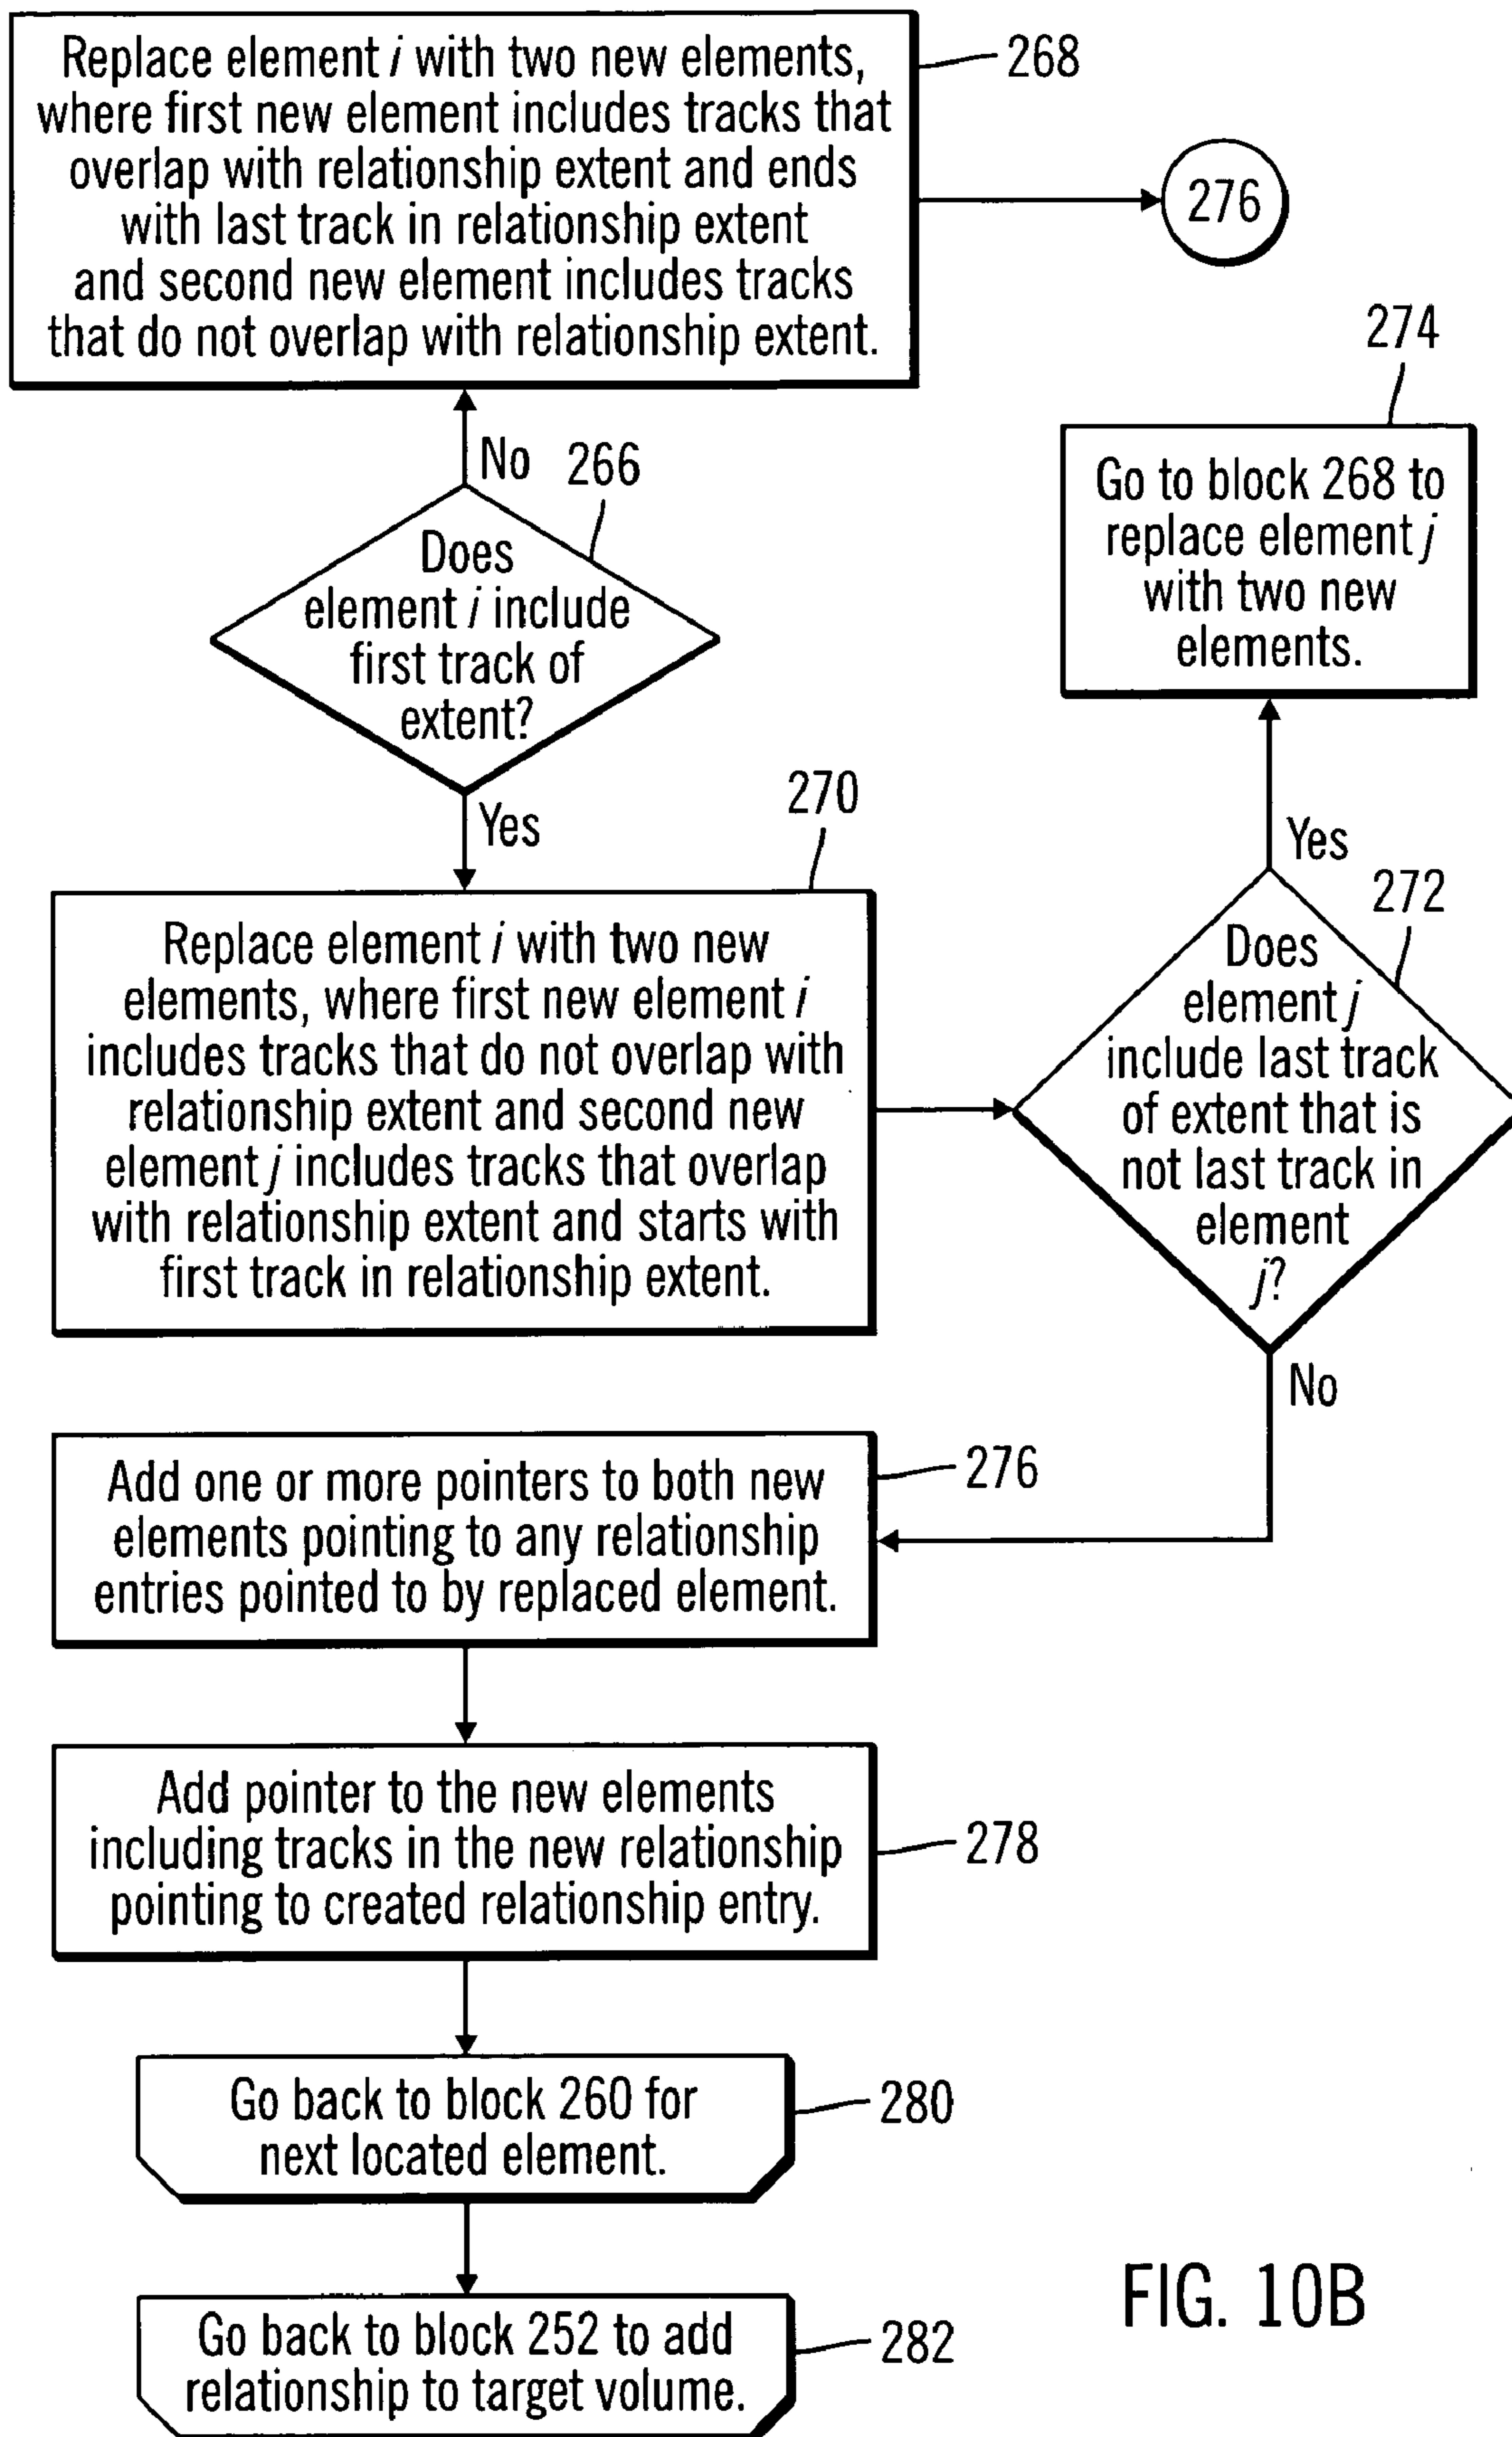 Replace element i with two new elements,
where first new element includes tracks that
overlap with relationship extent and ends
with last track in relationship extent
and second new element includes tracks
that do not overlap with relationship extent.
268
276
274
Go to block 268 to
replace element j
with two new
elements.
No
266
Does
element i include
first track of
extent?
Yes
270
Replace element i with two new
elements, where first new element i
includes tracks that do not overlap with
relationship extent and second new
element j includes tracks that overlap
with relationship extent and starts with
first track in relationship extent.
Yes
272
Does
element j
include last track
of extent that is
not last track in
element
j?
No
Add one or more pointers to both new
elements pointing to any relationship
entries pointed to by replaced element.
276
Add pointer to the new elements
including tracks in the new relationship
pointing to created relationship entry.
278
Go back to block 260 for
next located element.
280
Go back to block 252 to add
relationship to target volume.
282
FIG. 10B